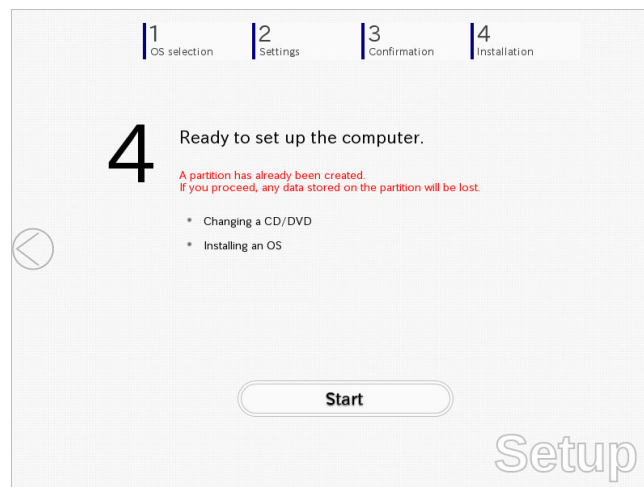 1
OS selection
2
Settings
3
Confirmation
4
Installation
4
Ready to set up the computer.
A partition has already been created.
If you proceed, any data stored on the partition will be lost.
Changing a CD/DVD
Installing an OS
Start
Setup